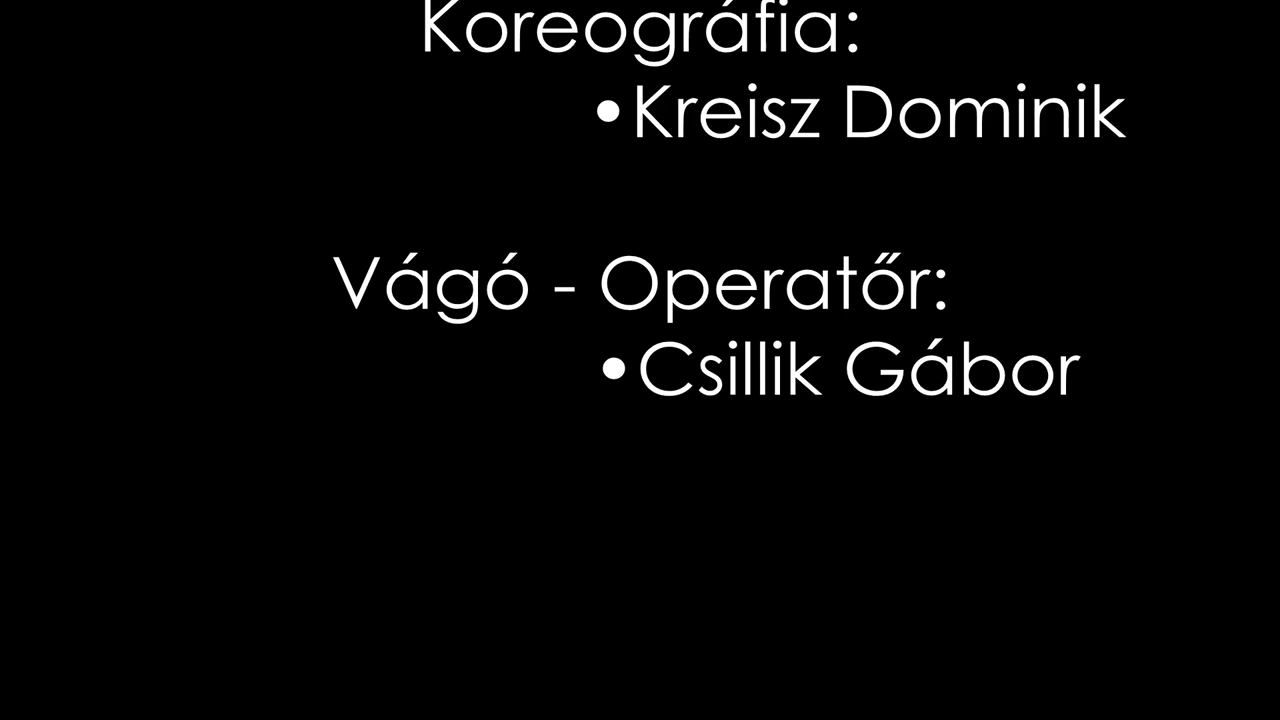 Koreográfia:
•Kreisz Dominik
Vágó - Operatőr:
•Csillik Gábor